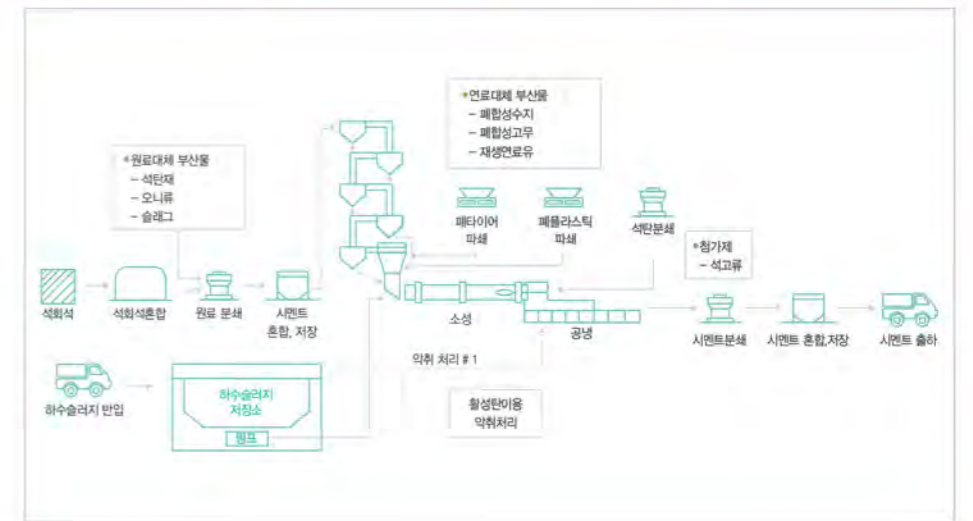 *연료대체 부산물
- 폐합성수지
- 폐합성고무
- 재생연료유
*원료대체 부산물
- 석탄재
- 오니류
- 슬래그
폐타이어
파쇄
폐플라스틱
파쇄
석탄분쇄
*첨가제
- 석고류
석회석
석회석혼합
원료 분쇄
시멘트
혼합, 저장
소성
공냉
시멘트분쇄
시멘트 혼합,저장
시멘트 출하
악취 처리 # 1
하수슬러지 반입
하수슬러지
저장소
펌프
활성탄이용
악취처리